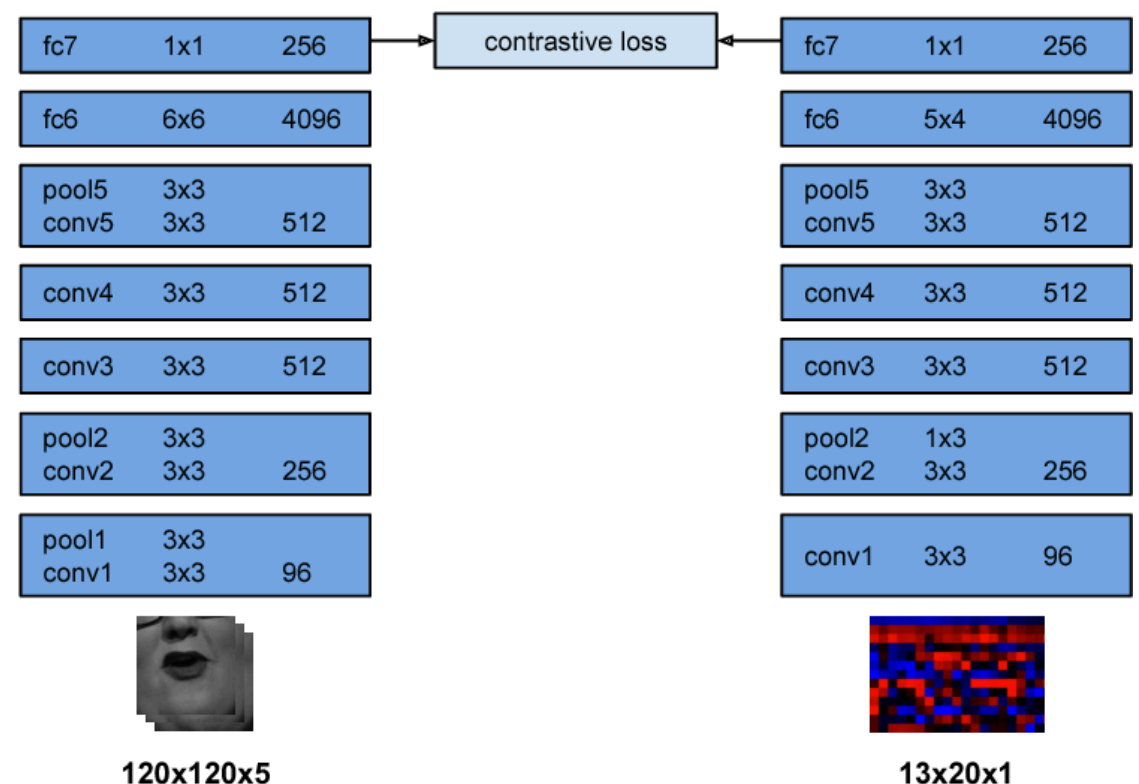 fc7 1x1 256
contrastive loss
fc7 1x1 256
fc6 6x6 4096
fc6 5x4 4096
pool5 3x3
conv5 3x3 512
pool5 3x3
conv5 3x3 512
conv4 3x3 512
conv4 3x3 512
conv3 3x3 512
conv3 3x3 512
pool2 3x3
conv2 3x3 256
pool2 1x3
conv2 3x3 256
pool1 3x3
conv1 3x3 96
conv1 3x3 96
120x120x5
13x20x1